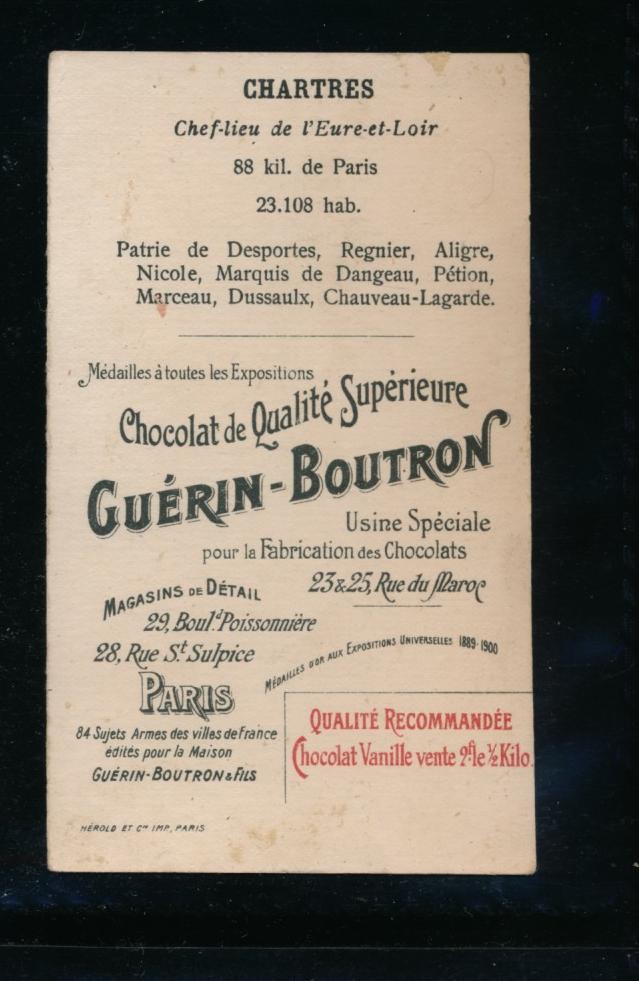 CHARTRES
Chef-lieu de l'Eure-et-Loir
88 kil. de Paris
23.108 hab.
Patrie de Desportes, Regnier, Aligre,
Nicole, Marquis de Dangeau, Pétion,
Marceau, Dussaulx, Chauveau-Lagarde.
Médailles à toutes les Expositions
Chocolat de Qualité Supérieure
GUÉRIN-BOUTRON
Usine Spéciale
pour la Fabrication des Chocolats
23 & 25, Rue du Maroc
MAGASINS DE DÉTAIL
29, Boul.d Poissonnière
28, Rue St. Sulpice
PARIS
MÉDAILLES D'OR AUX EXPOSITIONS UNIVERSELLES 1889-1900
84 Sujets Armes des villes de France
édités pour la Maison
GUÉRIN-BOUTRON & FILS
QUALITÉ RECOMMANDÉE
Chocolat Vanille vente 2f. le ½ Kilo.
HÉROLD ET Cie IMP, PARIS